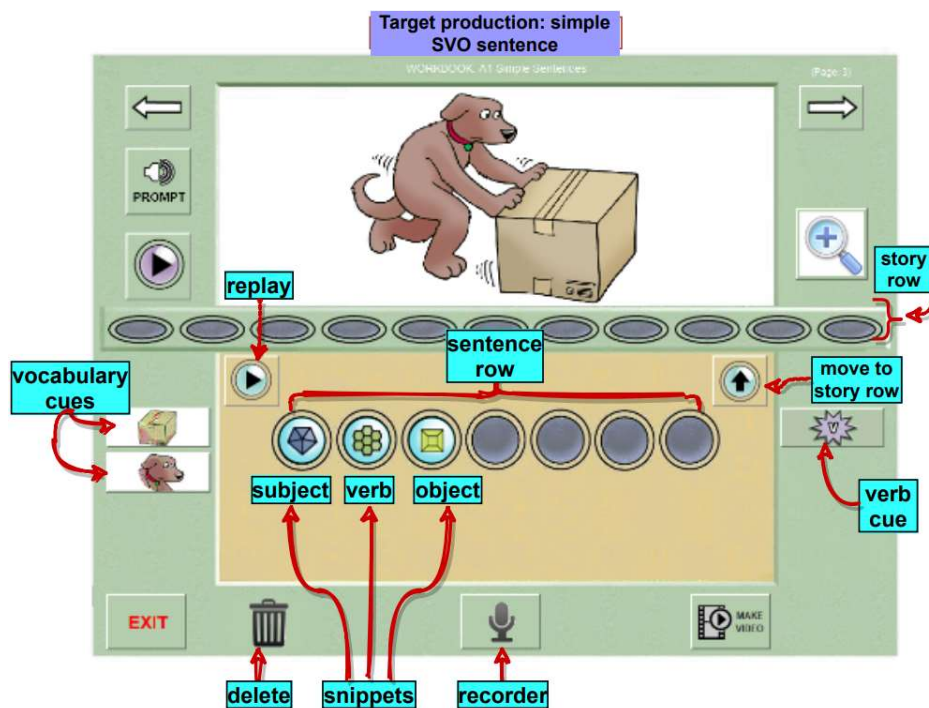 Target production: simple
SVO sentence
WORKBOOK: A1 Simple Sentences
(Page: 3)
PROMPT
replay
story
row
sentence
row
vocabulary
cues
move to
story row
V
subject
verb
object
verb
cue
EXIT
MAKE
VIDEO
delete
snippets
recorder